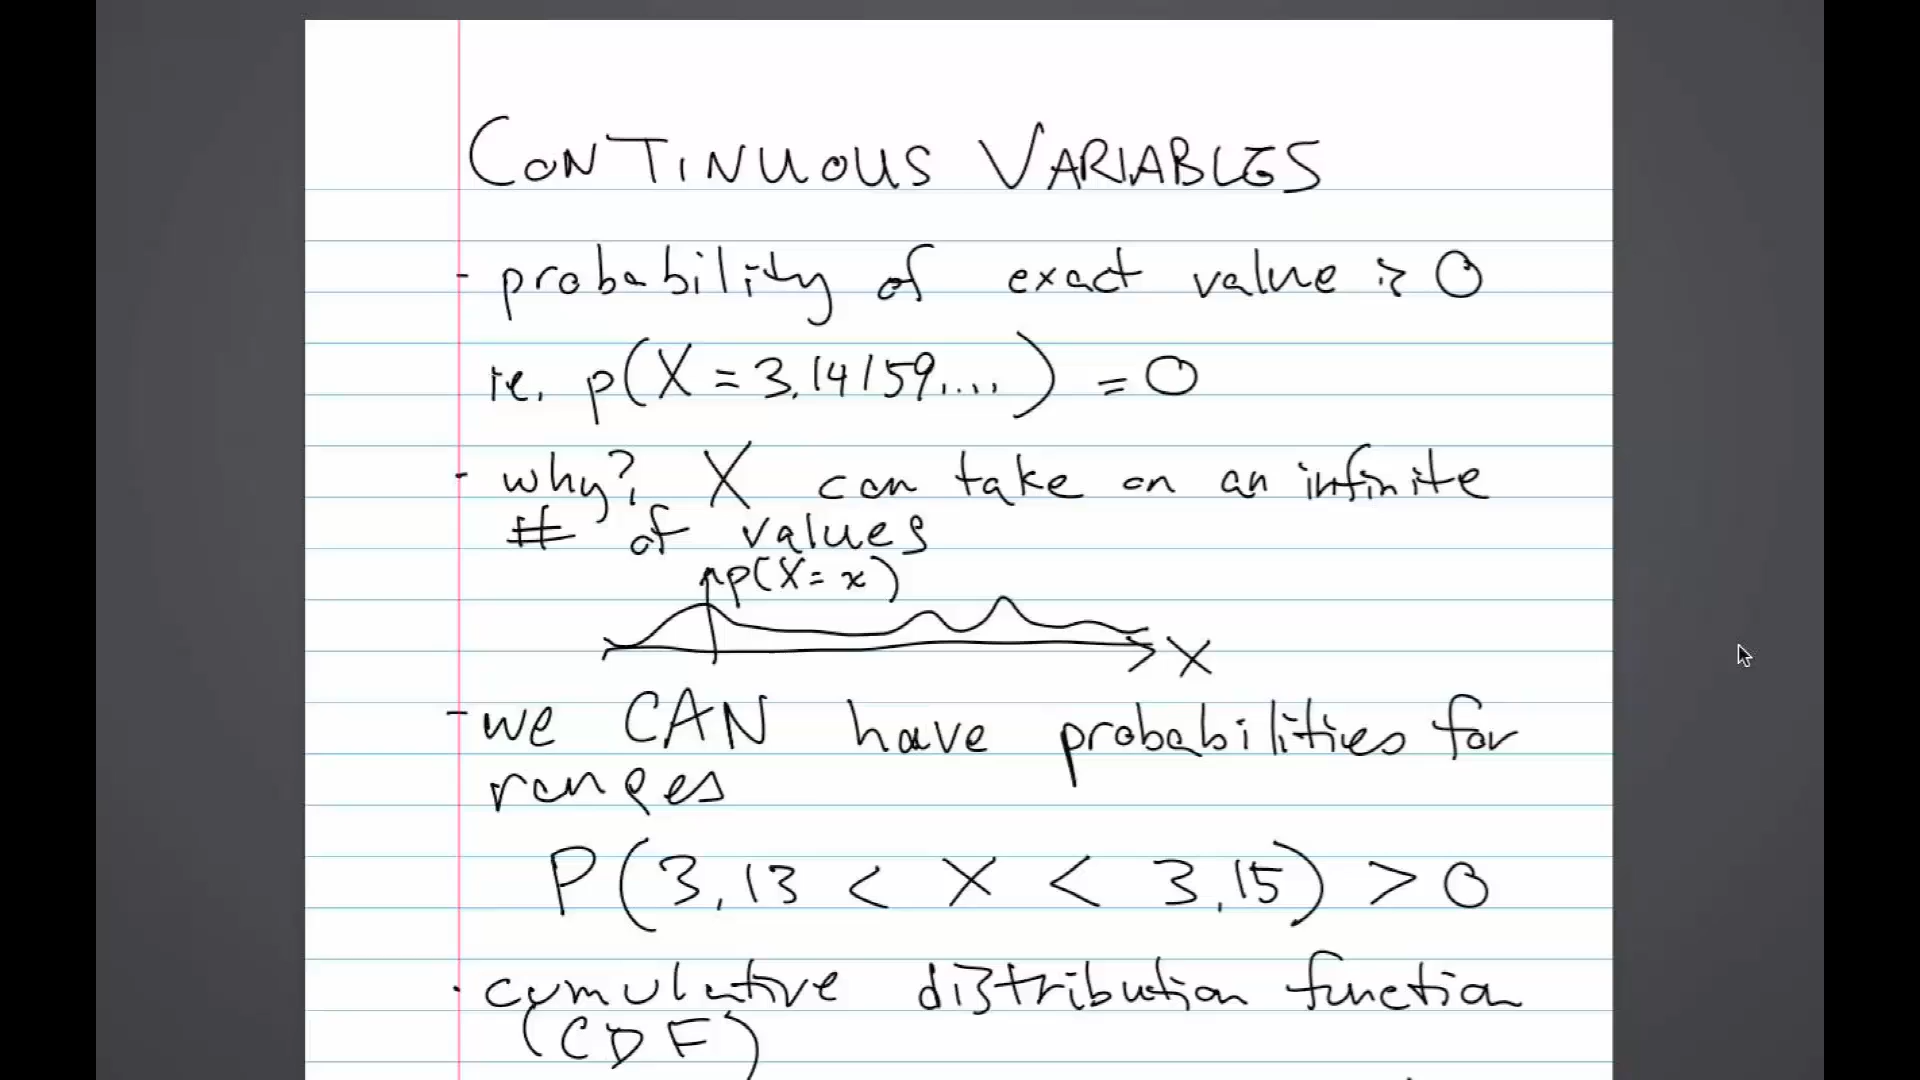 CONTINUOUS VARIABLES
- probability of exact value is 0
ie. p(X = 3.14159....) = 0
- why? X can take on an infinite
# of values
p(X = x)
X
- we CAN have probabilities for
ranges
P(3.13 < X < 3.15) > 0
- cumulative distribution function
(CDF)